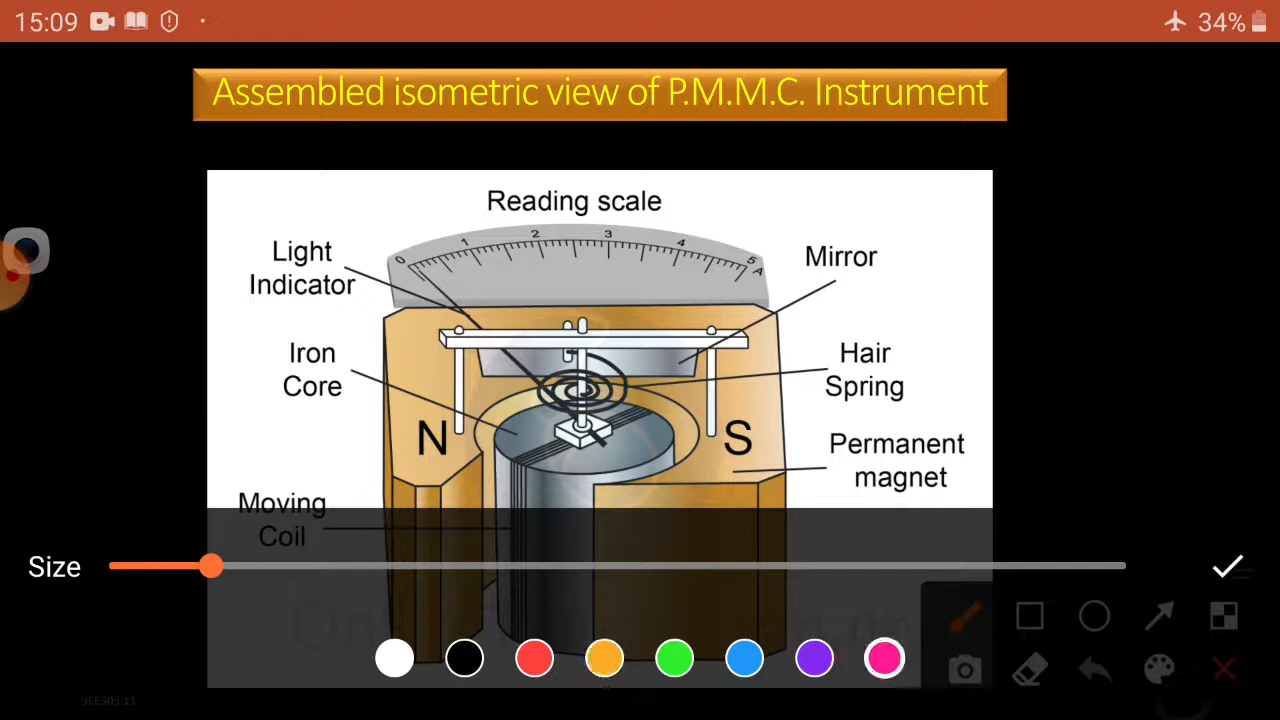 15:09
34%
Assembled isometric view of P.M.M.C. Instrument
Reading scale
0 1 2 3 4 5 A
Light
Indicator
Mirror
Iron
Core
Hair
Spring
N
S
Permanent
magnet
Moving
Coil
Size